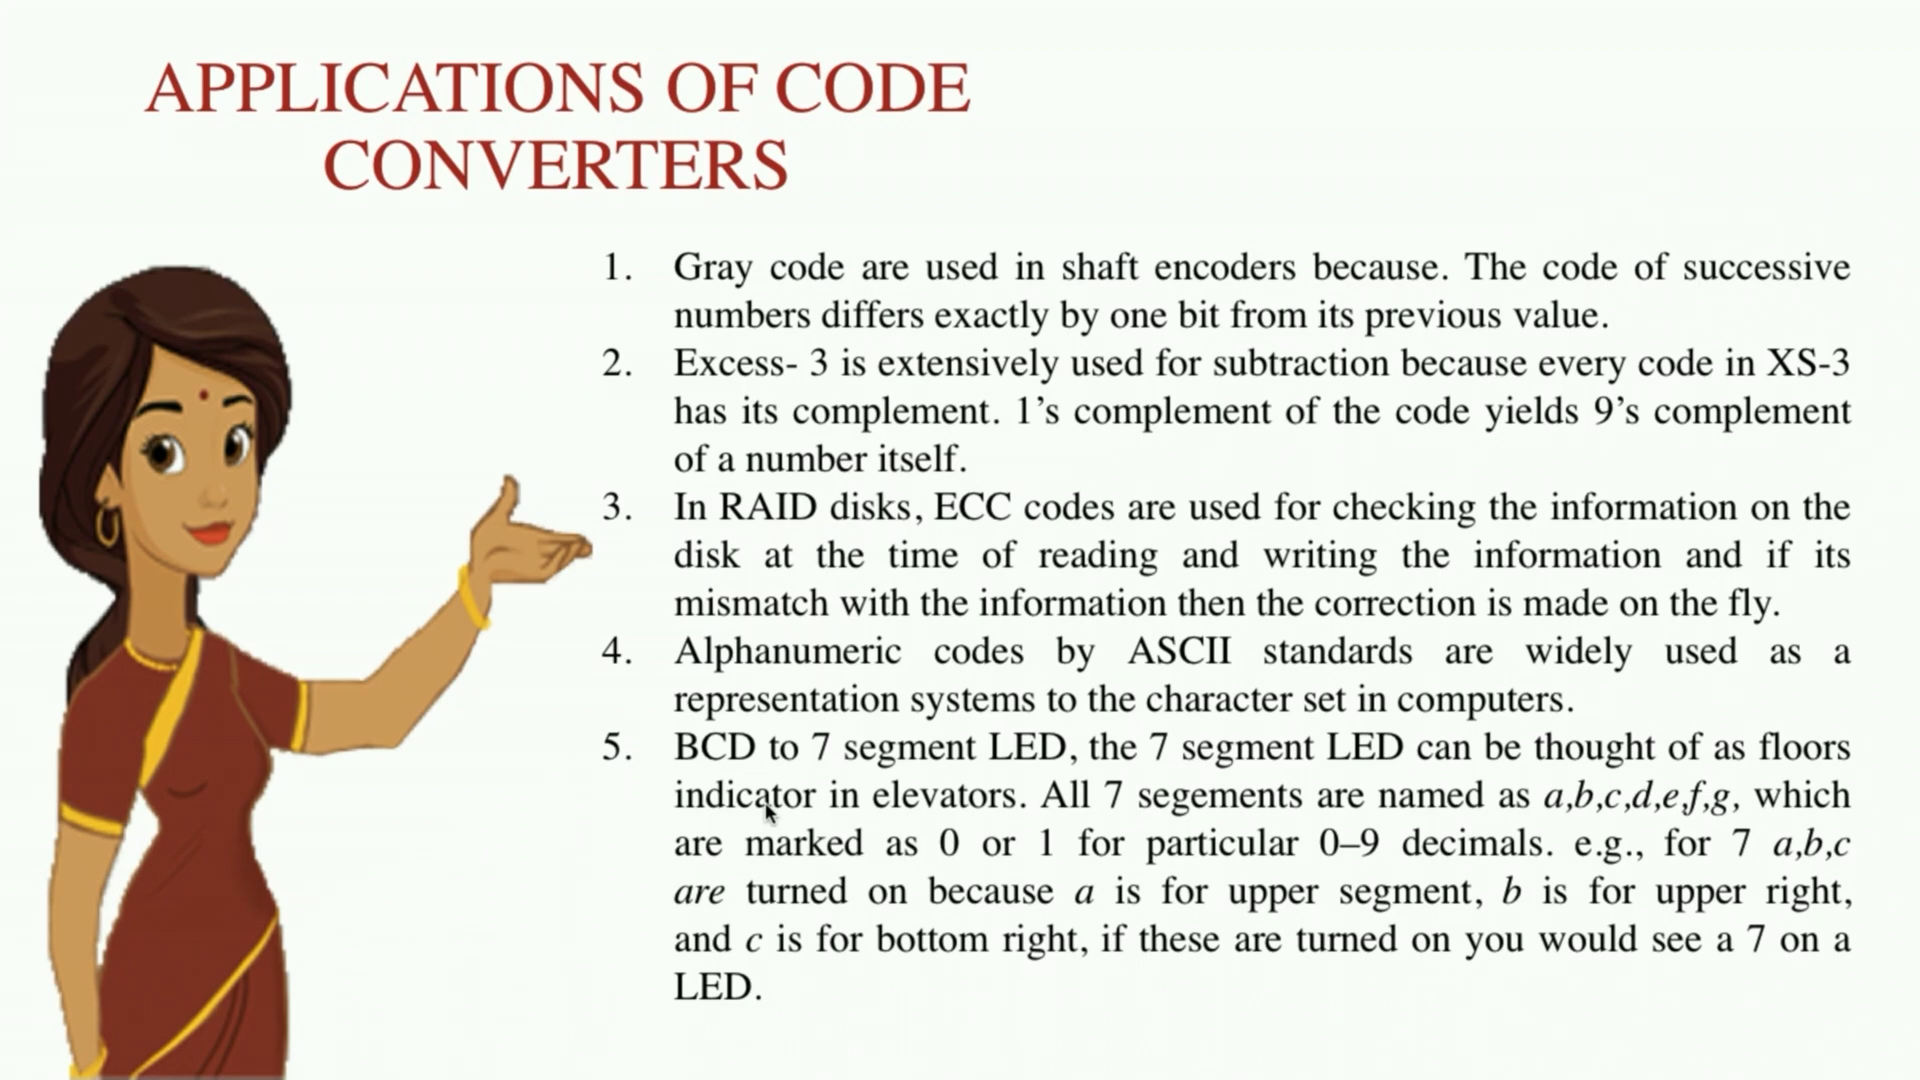 APPLICATIONS OF CODE
CONVERTERS
1. Gray code are used in shaft encoders because. The code of successive
numbers differs exactly by one bit from its previous value.
2. Excess- 3 is extensively used for subtraction because every code in XS-3
has its complement. 1’s complement of the code yields 9’s complement
of a number itself.
3. In RAID disks, ECC codes are used for checking the information on the
disk at the time of reading and writing the information and if its
mismatch with the information then the correction is made on the fly.
4. Alphanumeric codes by ASCII standards are widely used as a
representation systems to the character set in computers.
5. BCD to 7 segment LED, the 7 segment LED can be thought of as floors
indicator in elevators. All 7 segements are named as a,b,c,d,e,f,g, which
are marked as 0 or 1 for particular 0–9 decimals. e.g., for 7 a,b,c
are turned on because a is for upper segment, b is for upper right,
and c is for bottom right, if these are turned on you would see a 7 on a
LED.